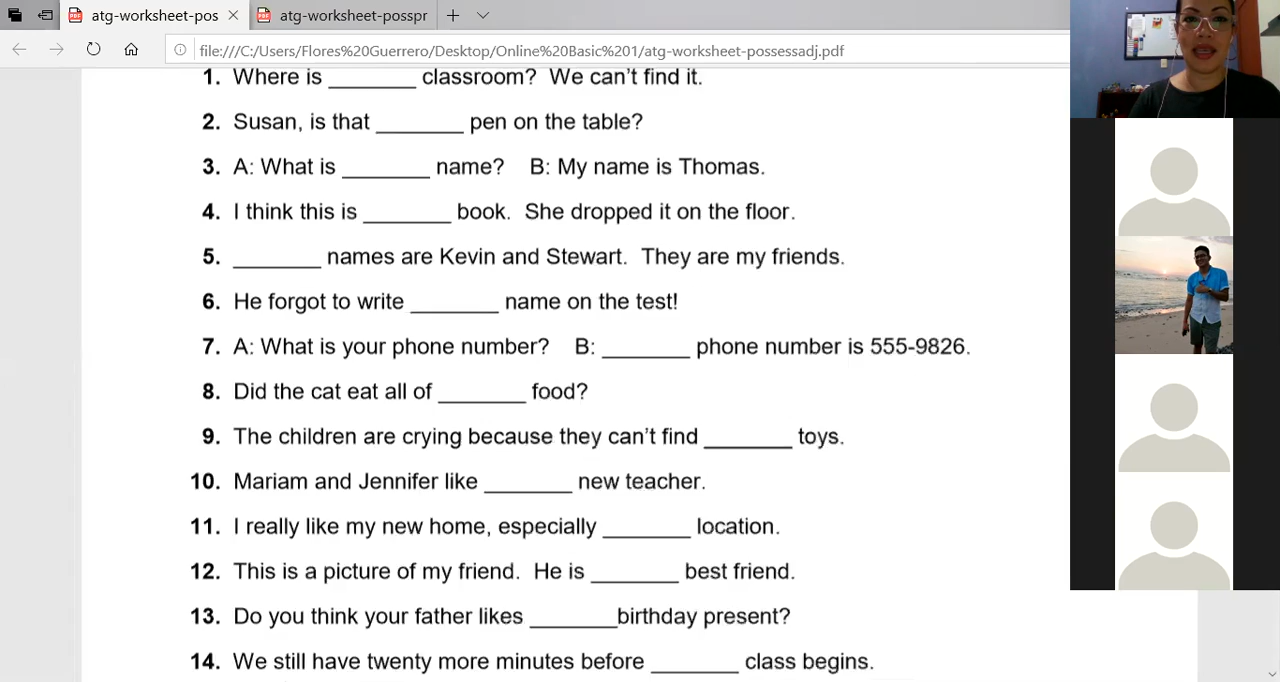 atg-worksheet-pos
atg-worksheet-posspr
file:///C:/Users/Flores%20Guerrero/Desktop/Online%20Basic%201/atg-worksheet-possessadj.pdf
1. Where is ________ classroom? We can't find it.
2. Susan, is that ________ pen on the table?
3. A: What is ________ name? B: My name is Thomas.
4. I think this is ________ book. She dropped it on the floor.
5. ________ names are Kevin and Stewart. They are my friends.
6. He forgot to write ________ name on the test!
7. A: What is your phone number? B: ________ phone number is 555-9826.
8. Did the cat eat all of ________ food?
9. The children are crying because they can't find ________ toys.
10. Mariam and Jennifer like ________ new teacher.
11. I really like my new home, especially ________ location.
12. This is a picture of my friend. He is ________ best friend.
13. Do you think your father likes ________birthday present?
14. We still have twenty more minutes before ________ class begins.